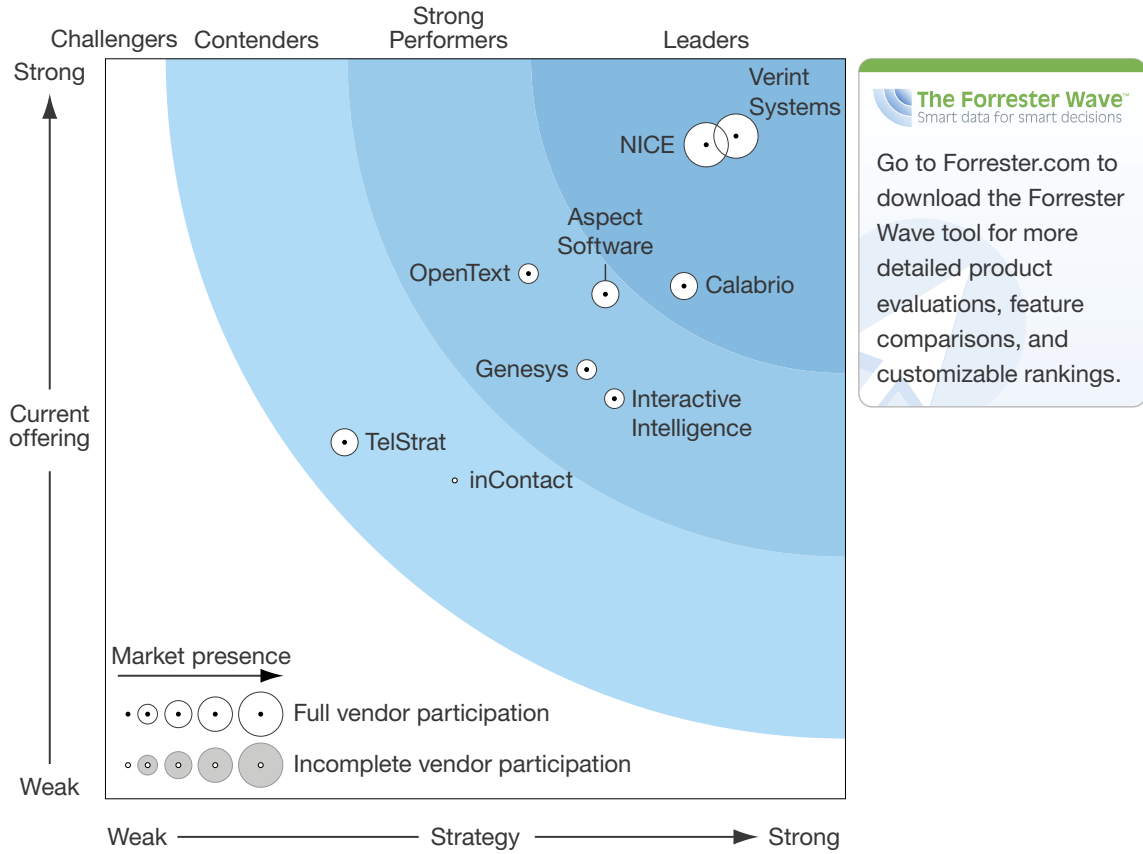 Strong
Challengers Contenders Performers Leaders
Strong
Verint
Systems
NICE
Aspect
Software
OpenText
Calabrio
Genesys
Interactive
Intelligence
TelStrat
inContact
Current
offering
Market presence
Full vendor participation
Incomplete vendor participation
Weak
Weak Strategy Strong
The Forrester Wave™
Smart data for smart decisions
Go to Forrester.com to
download the Forrester
Wave tool for more
detailed product
evaluations, feature
comparisons, and
customizable rankings.